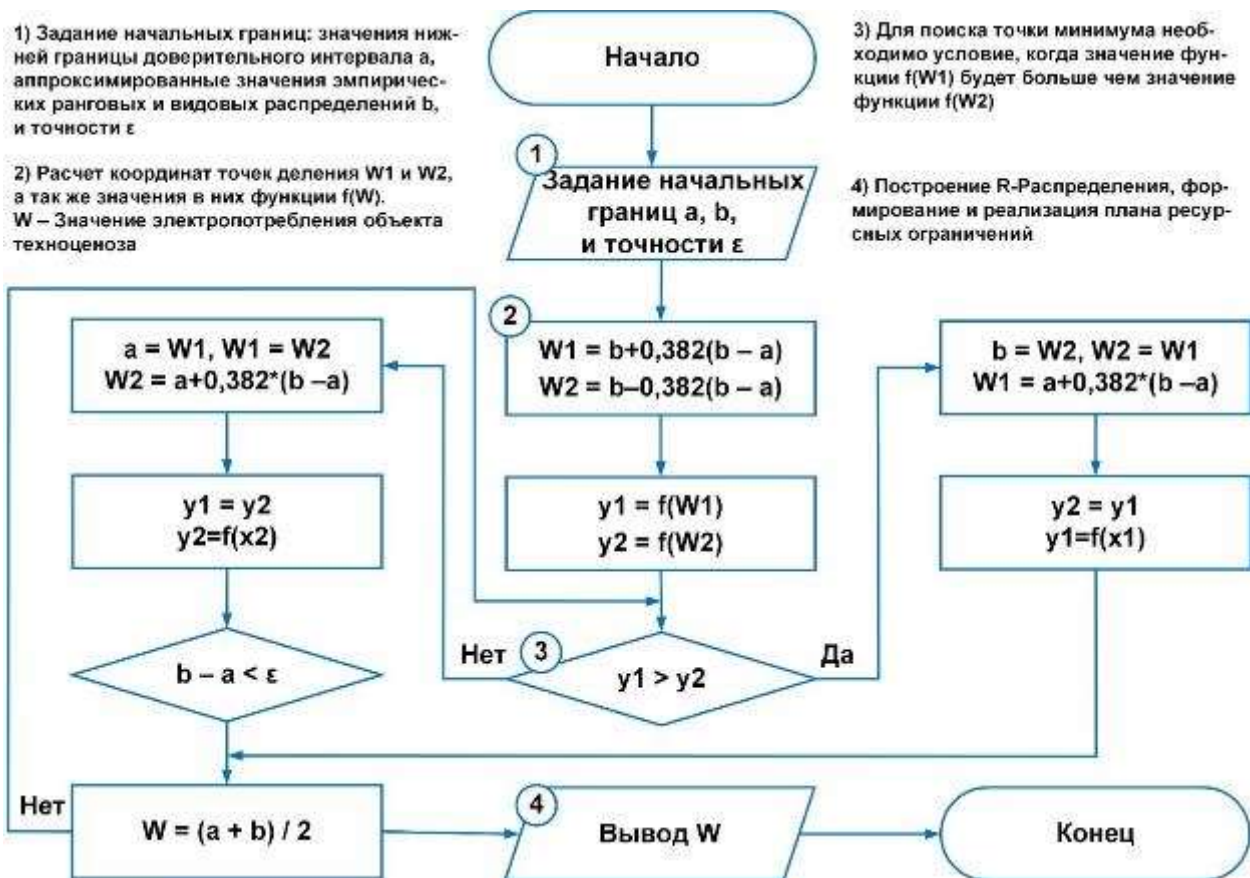 1) Задание начальных границ: значения ниж-
ней границы доверительного интервала a,
аппроксимированные значения эмпиричес-
ких ранговых и видовых распределений b,
и точности ε
2) Расчет координат точек деления W1 и W2,
а так же значения в них функции f(W).
W – Значение электропотребления объекта
техноценоза
Начало
3) Для поиска точки минимума необ-
ходимо условие, когда значение фун-
кции f(W1) будет больше чем значение
функции f(W2)
4) Построение R-Распределения, фор-
мирование и реализация плана ресур-
сных ограничений
1
Задание начальных
границ a, b,
и точности ε
a = W1, W1 = W2
W2 = a+0,382*(b –a)
2
W1 = b+0,382(b – a)
W2 = b–0,382(b – a)
b = W2, W2 = W1
W1 = a+0,382*(b –a)
y1 = y2
y2=f(x2)
y1 = f(W1)
y2 = f(W2)
y2 = y1
y1=f(x1)
b – a < ε
Нет
3
y1 > y2
Да
Нет
W = (a + b) / 2
4
Вывод W
Конец